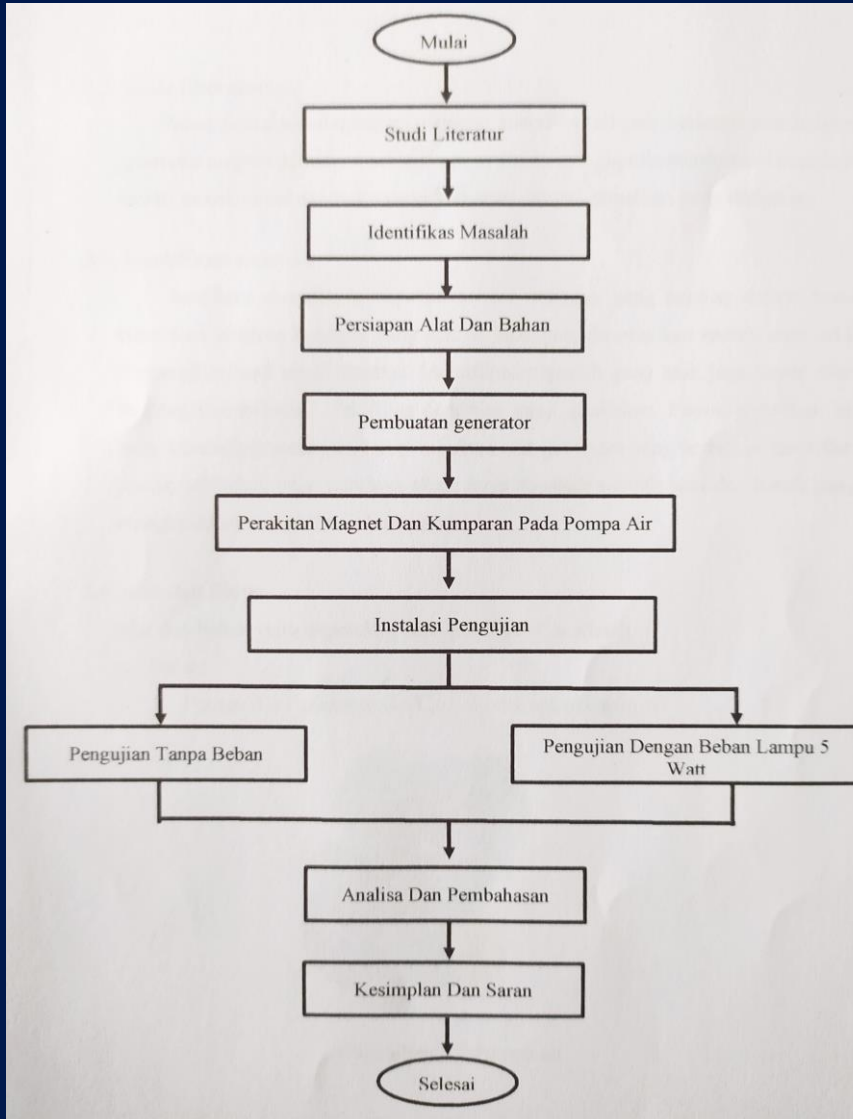 Mulai
Studi Literatur
Identifikas Masalah
Persiapan Alat Dan Bahan
Pembuatan generator
Perakitan Magnet Dan Kumparan Pada Pompa Air
Instalasi Pengujian
Pengujian Tanpa Beban
Pengujian Dengan Beban Lampu 5
Watt
Analisa Dan Pembahasan
Kesimplan Dan Saran
Selesai